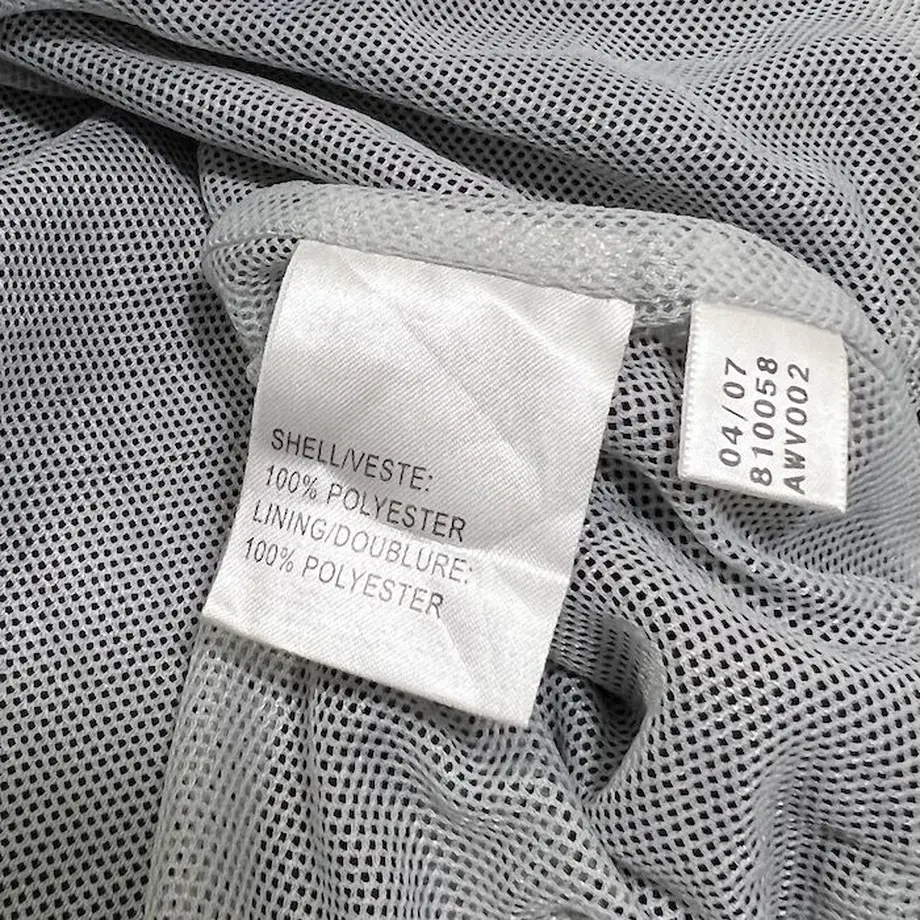 SHELL/VESTE:
100% POLYESTER
LINING/DOUBLURE:
100% POLYESTER
04/07
810058
AWV002